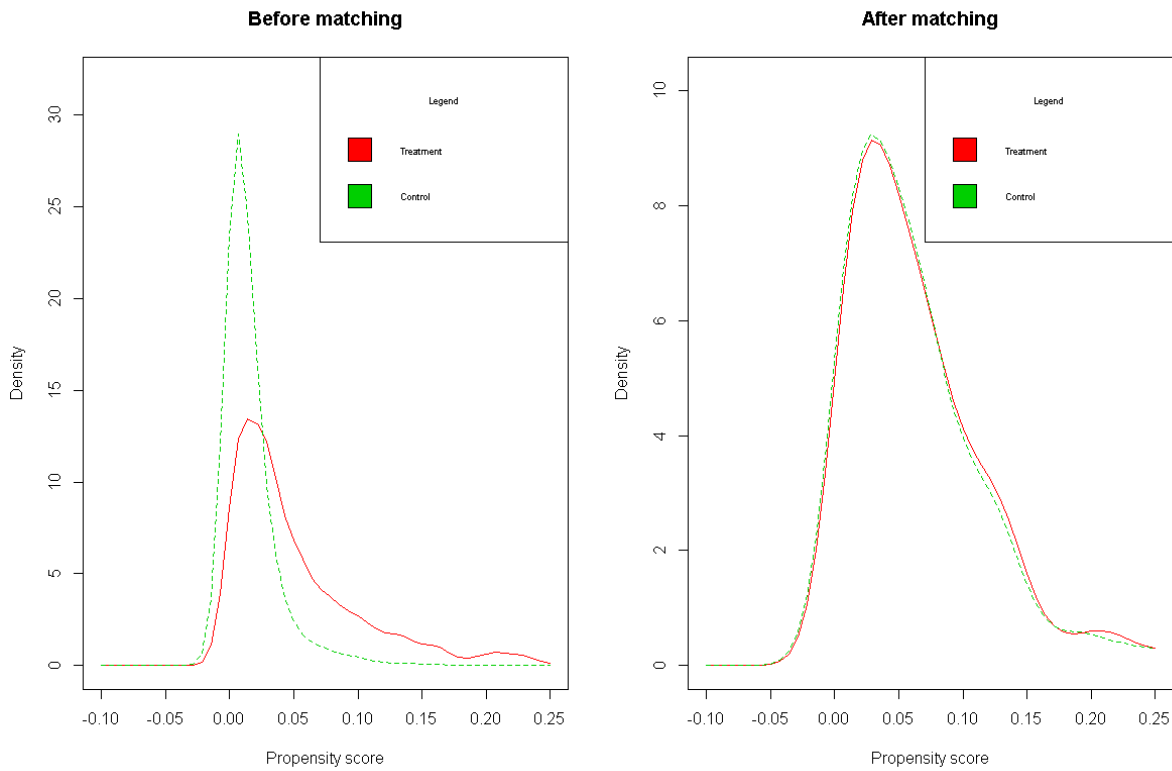 Before matching
Density
0
5
10
15
20
25
30
Legend
Treatment
Control
-0.10 -0.05 0.00 0.05 0.10 0.15 0.20 0.25
Propensity score
After matching
Density
0
2
4
6
8
10
Legend
Treatment
Control
-0.10 -0.05 0.00 0.05 0.10 0.15 0.20 0.25
Propensity score